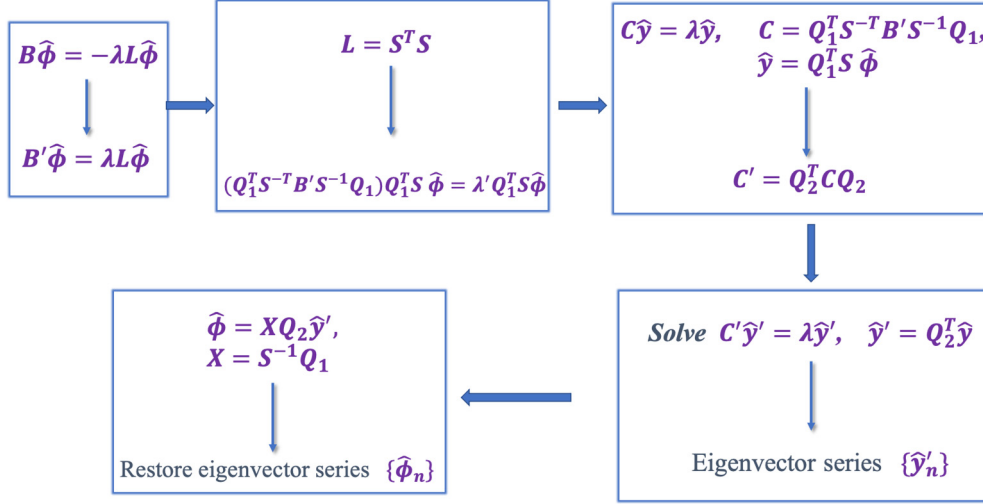 Bφ̂ = −λLφ̂
B′φ̂ = λLφ̂
L = SᵀS
(Q₁ᵀS⁻ᵀB′S⁻¹Q₁)Q₁ᵀS φ̂ = λ′Q₁ᵀSφ̂
Cŷ = λŷ, C = Q₁ᵀS⁻ᵀB′S⁻¹Q₁,
ŷ = Q₁ᵀS φ̂
C′ = Q₂ᵀCQ₂
Solve C′ŷ′ = λŷ′, ŷ′ = Q₂ᵀŷ
Eigenvector series {ŷ′ₙ}
φ̂ = XQ₂ŷ′,
X = S⁻¹Q₁
Restore eigenvector series {φ̂ₙ}